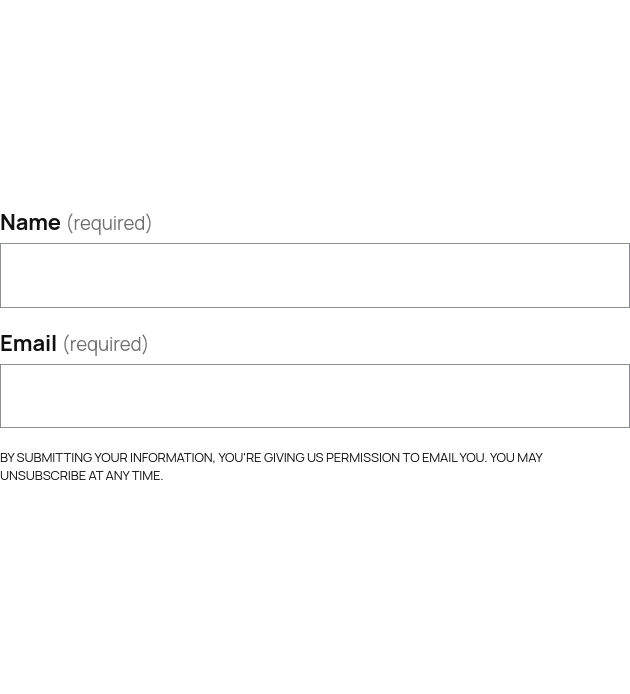 Name (required)
Email (required)
BY SUBMITTING YOUR INFORMATION, YOU'RE GIVING US PERMISSION TO EMAIL YOU. YOU MAY
UNSUBSCRIBE AT ANY TIME.